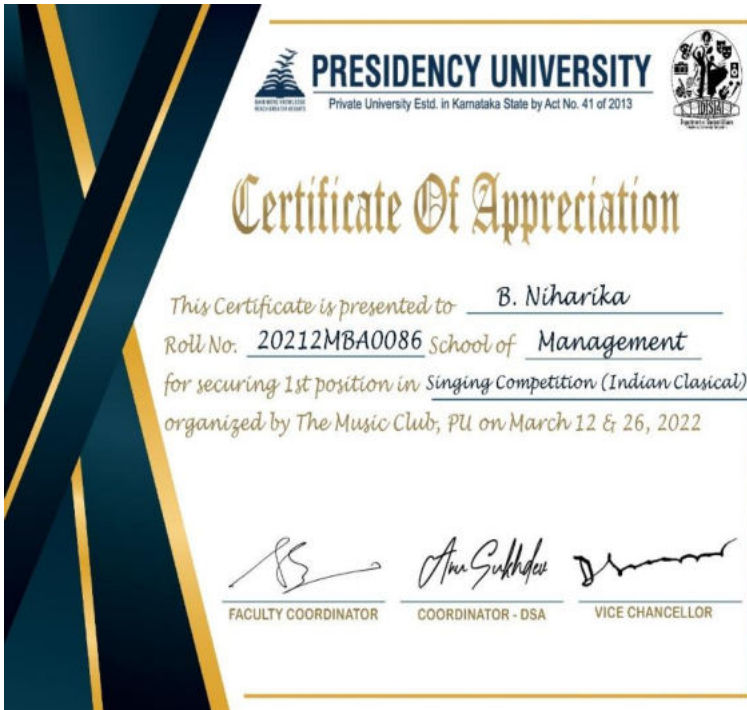 PRESIDENCY UNIVERSITY
Private University Estd. in Karnataka State by Act No. 41 of 2013
Certificate Of Appreciation
This Certificate is presented to B. Niharika
Roll No. 20212MBA0086 School of Management
for securing 1st position in Singing Competition (Indian Clasical)
organized by The Music Club, PU on March 12 & 26, 2022
Anu Sukhdev
FACULTY COORDINATOR COORDINATOR - DSA VICE CHANCELLOR